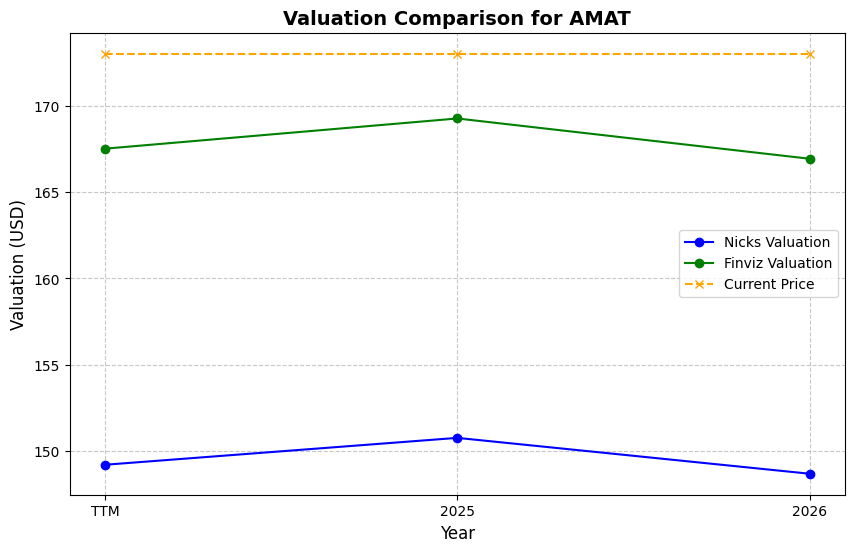 Valuation Comparison for AMAT
Valuation (USD)
170
165
160
155
150
Nicks Valuation
Finviz Valuation
Current Price
TTM
2025
2026
Year